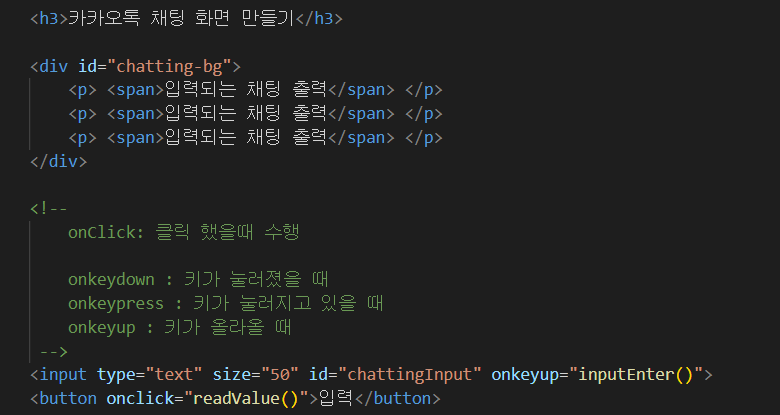 <h3>카카오톡 채팅 화면 만들기</h3>
<div id="chatting-bg">
<p> <span>입력되는 채팅 출력</span> </p>
<p> <span>입력되는 채팅 출력</span> </p>
<p> <span>입력되는 채팅 출력</span> </p>
</div>
<!--
onClick: 클릭 했을때 수행
onkeydown : 키가 눌러졌을 때
onkeypress : 키가 눌러지고 있을 때
onkeyup : 키가 올라올 때
-->
<input type="text" size="50" id="chattingInput" onkeyup="inputEnter()">
<button onclick="readValue()">입력</button>